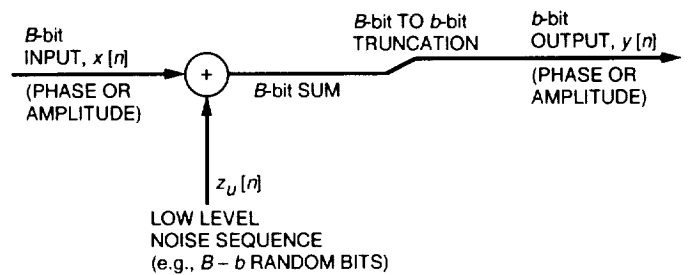 B-bit
INPUT, x [n]
(PHASE OR
AMPLITUDE)
+
B-bit SUM
B-bit TO b-bit
TRUNCATION
b-bit
OUTPUT, y [n]
(PHASE OR
AMPLITUDE)
zu [n]
LOW LEVEL
NOISE SEQUENCE
(e.g., B – b RANDOM BITS)